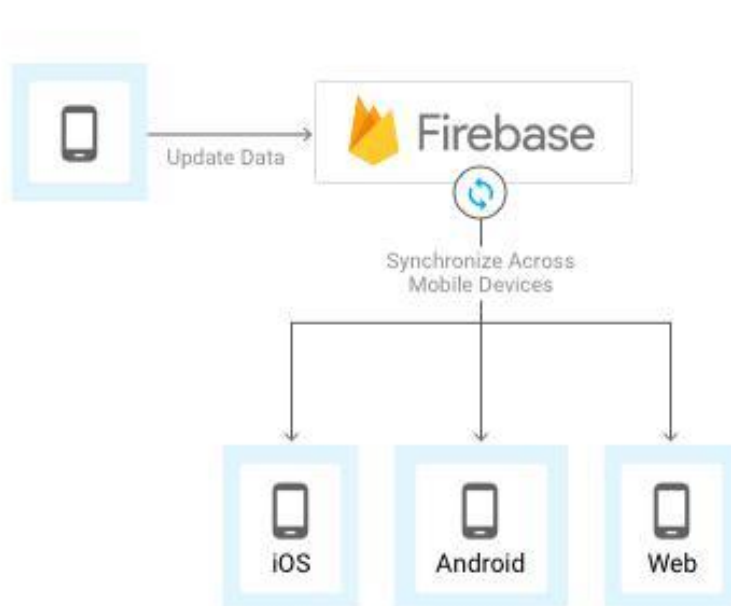 Firebase
Update Data
Synchronize Across
Mobile Devices
iOS
Android
Web